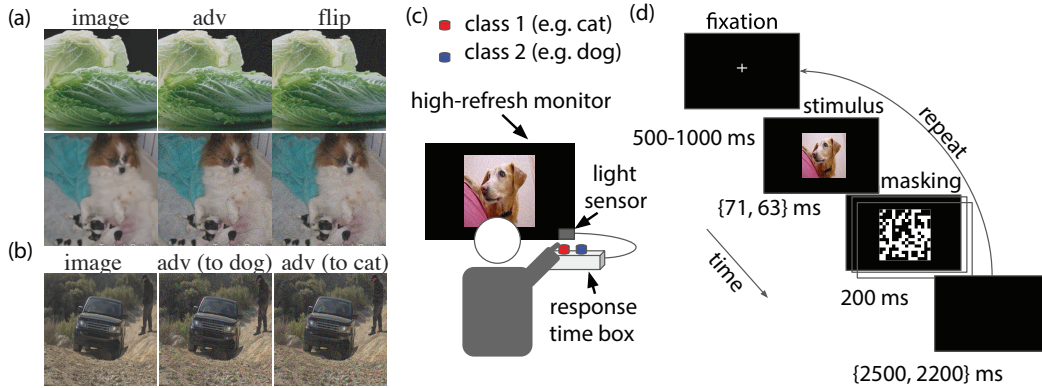 (a)
image adv flip
(b)
image adv (to dog) adv (to cat)
(c)
class 1 (e.g. cat)
class 2 (e.g. dog)
high-refresh monitor
light
sensor
response
time box
(d)
fixation
500-1000 ms
stimulus
{71, 63} ms
masking
200 ms
{2500, 2200} ms
time
repeat